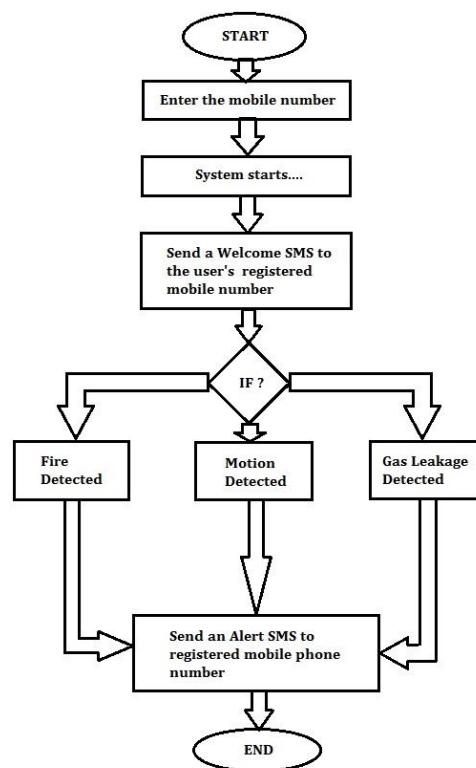 START
Enter the mobile number
System starts....
Send a Welcome SMS to
the user's registered
mobile number
IF ?
Fire
Detected
Motion
Detected
Gas Leakage
Detected
Send an Alert SMS to
registered mobile phone
number
END